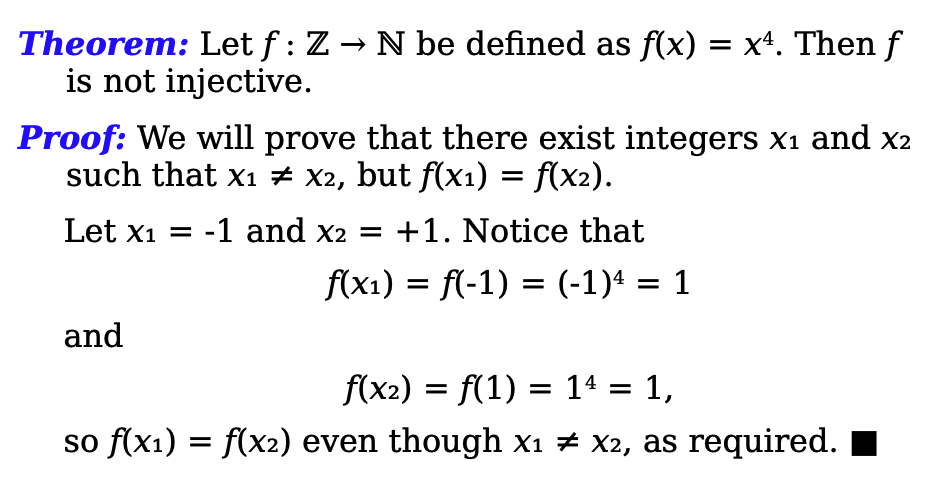 Theorem: Let f : ℤ → ℕ be defined as f(x) = x⁴. Then f
is not injective.
Proof: We will prove that there exist integers x₁ and x₂
such that x₁ ≠ x₂, but f(x₁) = f(x₂).
Let x₁ = -1 and x₂ = +1. Notice that
f(x₁) = f(-1) = (-1)⁴ = 1
and
f(x₂) = f(1) = 1⁴ = 1,
so f(x₁) = f(x₂) even though x₁ ≠ x₂, as required. ■